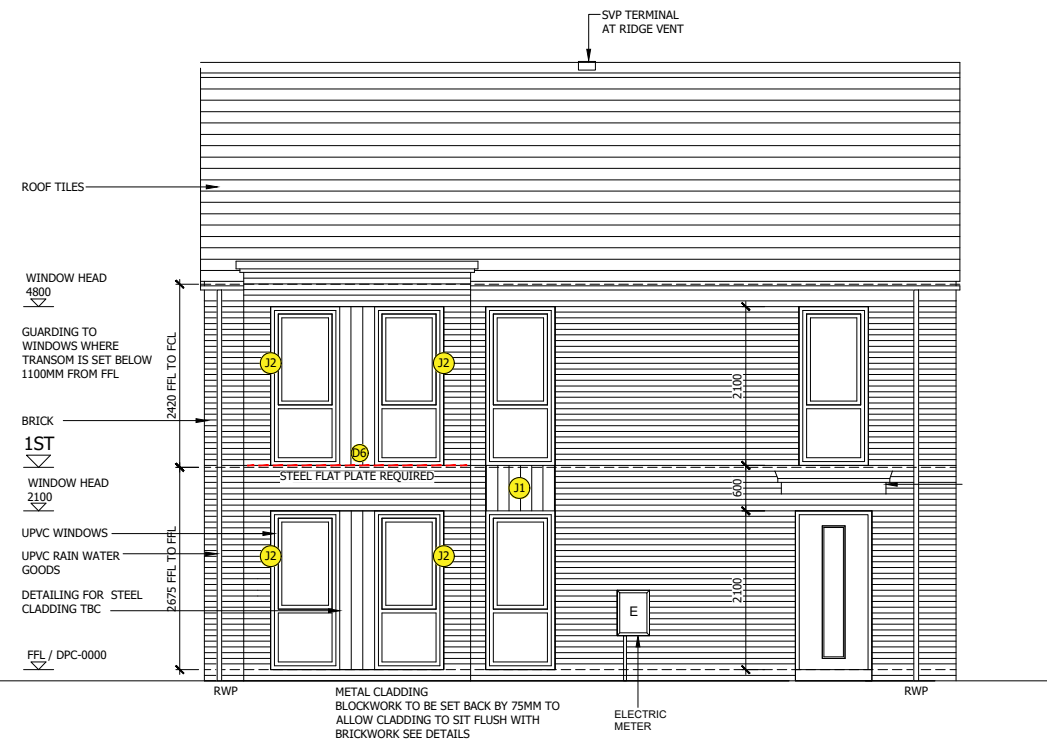 SVP TERMINAL
AT RIDGE VENT
ROOF TILES
WINDOW HEAD
4800
GUARDING TO
WINDOWS WHERE
TRANSOM IS SET BELOW
1100MM FROM FFL
2420 FFL TO FCL
J2
J2
2100
BRICK
1ST
D6
STEEL FLAT PLATE REQUIRED
WINDOW HEAD
2100
J1
600
UPVC WINDOWS
UPVC RAIN WATER
GOODS
2675 FFL TO FFL
J2
J2
2100
DETAILING FOR STEEL
CLADDING TBC
E
FFL / DPC-0000
RWP
METAL CLADDING
BLOCKWORK TO BE SET BACK BY 75MM TO
ALLOW CLADDING TO SIT FLUSH WITH
BRICKWORK SEE DETAILS
ELECTRIC
METER
RWP